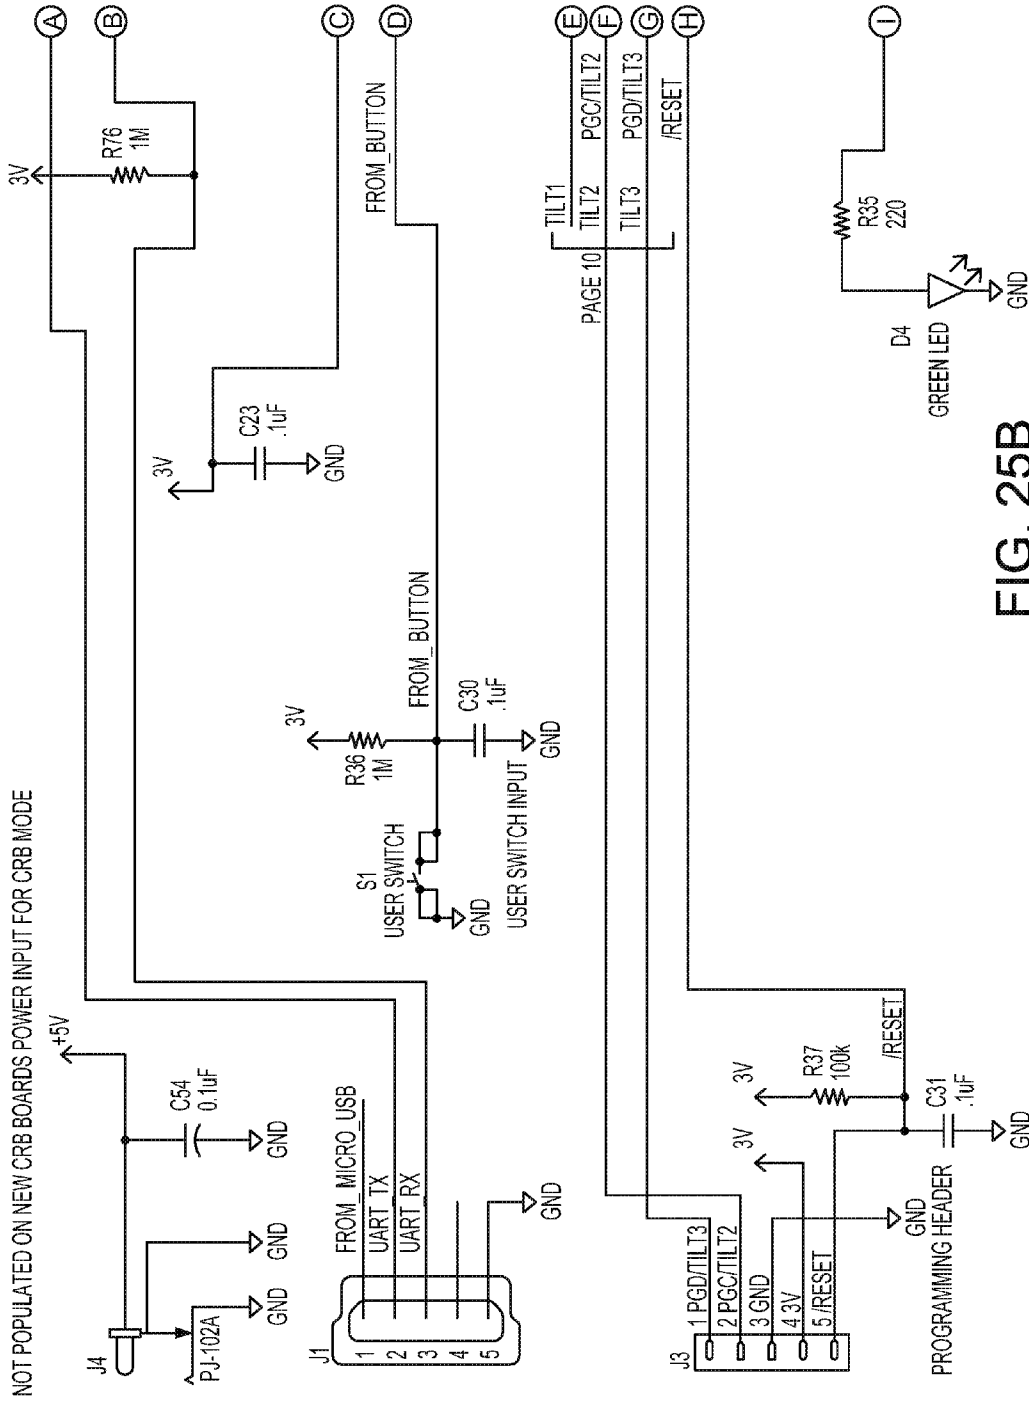 NOT POPULATED ON NEW CRB BOARDS POWER INPUT FOR CRB MODE
J4
PJ-102A
GND
GND
+5V
C54
0.1uF
GND
3V
R76
1M
A
B
C
D
3V
C23
.1uF
GND
J1
1
2
3
4
5
FROM_MICRO_USB
UART_TX
UART_RX
GND
S1
USER SWITCH
GND
3V
R36
1M
FROM_BUTTON
C30
.1uF
GND
USER SWITCH INPUT
FROM_BUTTON
E
F
G
H
TILT1
TILT2
PGC/TILT2
TILT3
PGD/TILT3
/RESET
PAGE 10
J3
1 PGD/TILT3
2 PGC/TILT2
3 GND
4 3V
5 /RESET
PROGRAMMING HEADER
GND
3V
3V
R37
100k
/RESET
C31
.1uF
GND
I
R35
220
D4
GREEN LED
GND
FIG. 25B